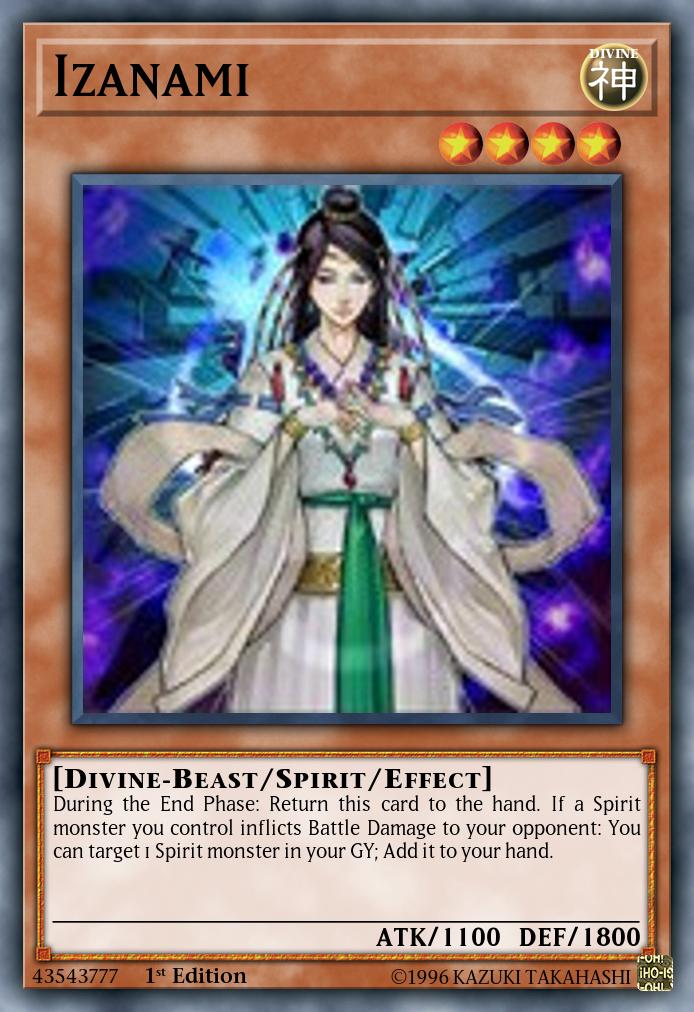 Izanami
DIVINE
神
[Divine-Beast/Spirit/Effect]
During the End Phase: Return this card to the hand. If a Spirit
monster you control inflicts Battle Damage to your opponent: You
can target 1 Spirit monster in your GY; Add it to your hand.
ATK/1100 DEF/1800
43543777 1st Edition ©1996 KAZUKI TAKAHASHI